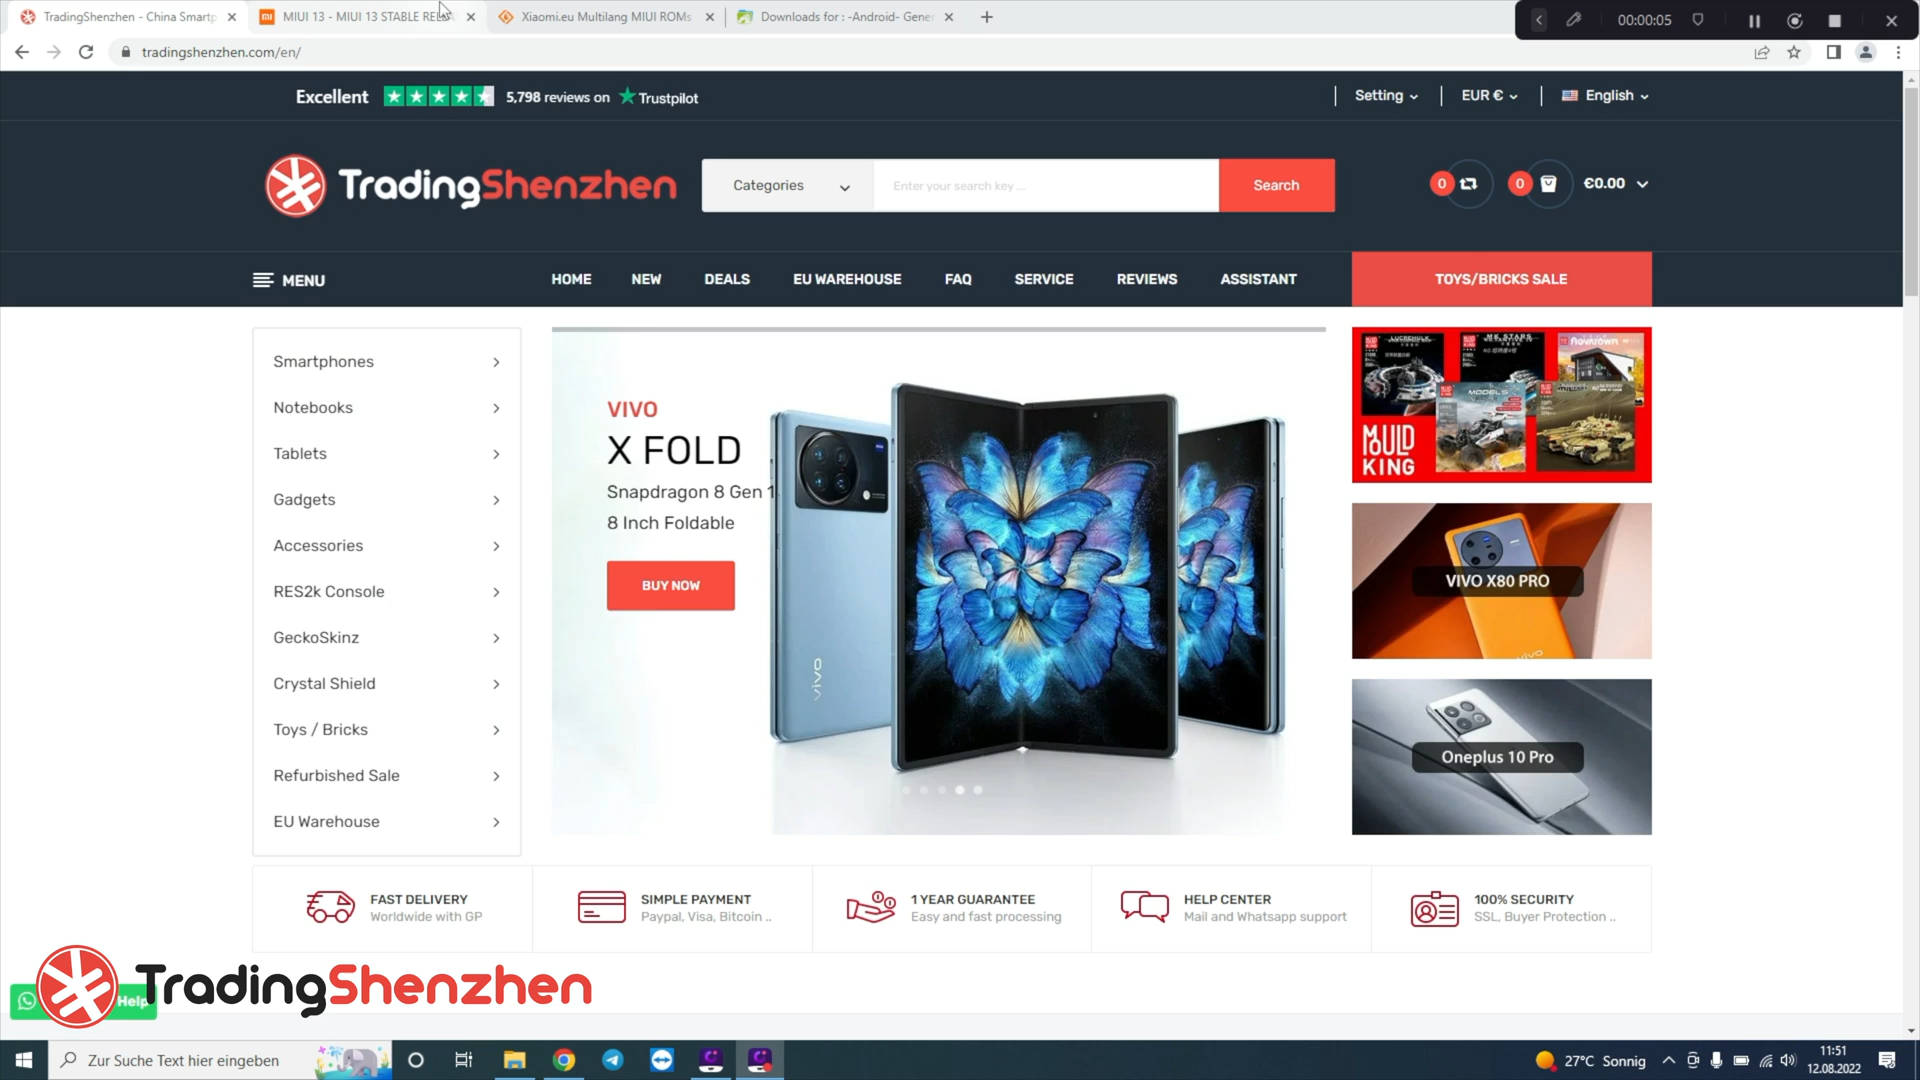 TradingShenzhen - China Smartp
MIUI 13 - MIUI 13 STABLE REL
Xiaomi.eu Multilang MIUI ROMs
Downloads for : -Android- Gene
00:00:05
tradingshenzhen.com/en/
Excellent
5,798 reviews on Trustpilot
Setting
EUR €
English
TradingShenzhen
Categories
Enter your search key ...
Search
0
0
€0.00
MENU
HOME
NEW
DEALS
EU WAREHOUSE
FAQ
SERVICE
REVIEWS
ASSISTANT
TOYS/BRICKS SALE
Smartphones
Notebooks
Tablets
Gadgets
Accessories
RES2k Console
GeckoSkinz
Crystal Shield
Toys / Bricks
Refurbished Sale
EU Warehouse
VIVO
X FOLD
Snapdragon 8 Gen 1
8 Inch Foldable
BUY NOW
vivo
MOULD
KING
MODELS
VIVO X80 PRO
vivo
Oneplus 10 Pro
FAST DELIVERY
Worldwide with GP
SIMPLE PAYMENT
Paypal, Visa, Bitcoin ..
1 YEAR GUARANTEE
Easy and fast processing
HELP CENTER
Mail and Whatsapp support
100% SECURITY
SSL, Buyer Protection ..
Help
TradingShenzhen
Zur Suche Text hier eingeben
27°C Sonnig
11:51
12.08.2022